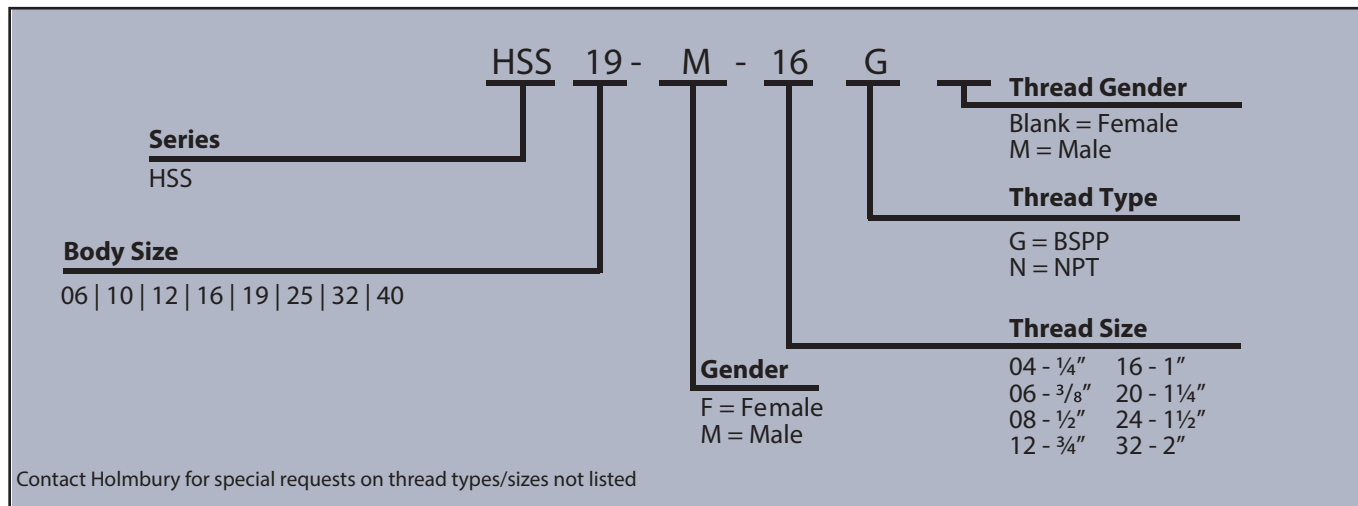 HSS 19 - M - 16 G
Series
HSS
Body Size
06 | 10 | 12 | 16 | 19 | 25 | 32 | 40
Gender
F = Female
M = Male
Thread Gender
Blank = Female
M = Male
Thread Type
G = BSPP
N = NPT
Thread Size
04 - ¼” 16 - 1”
06 - ³/₈” 20 - 1¼”
08 - ½” 24 - 1½”
12 - ¾” 32 - 2”
Contact Holmbury for special requests on thread types/sizes not listed